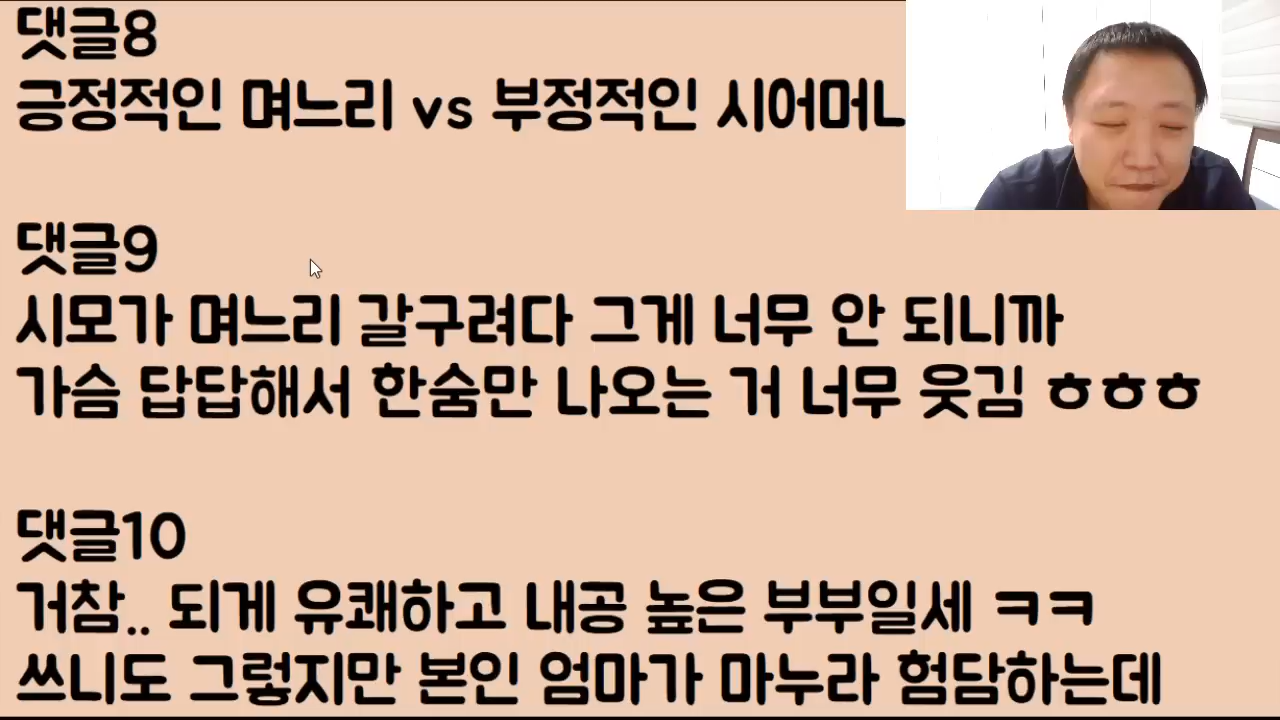 댓글8
긍정적인 며느리 vs 부정적인
댓글9
시모가 며느리 갈구려다 그게 너무 안 되니까
가슴 답답해서 한숨만 나오는 거 너무 웃김 ㅎㅎㅎ
댓글10
거참.. 되게 유쾌하고 내공 높은 부부일세 ㅋㅋ
쓰니도 그렇지만 본인 엄마가 마누라 험담하는데